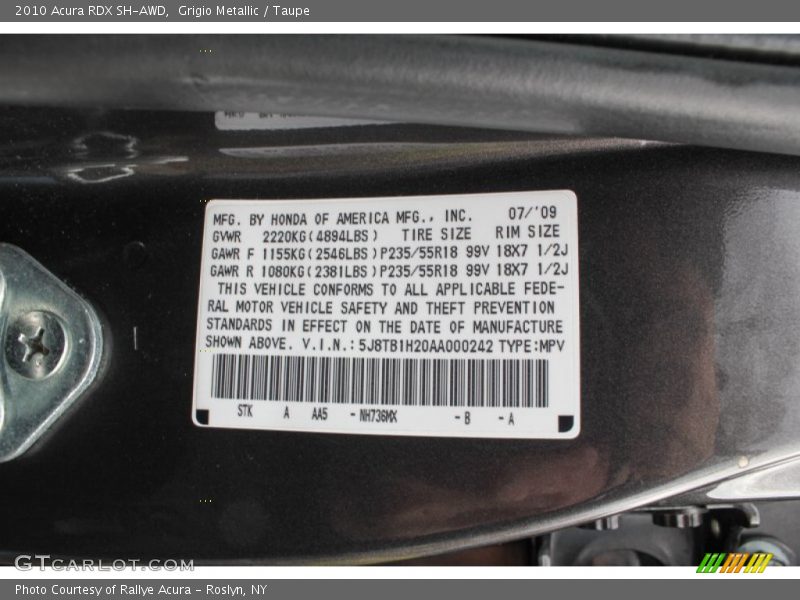 2010 Acura RDX SH-AWD,  Grigio Metallic / Taupe
MFG. BY HONDA OF AMERICA MFG., INC. 07/'09
GVWR 2220KG(4894LBS) TIRE SIZE RIM SIZE
GAWR F 1155KG(2546LBS)P235/55R18 99V 18X7 1/2J
GAWR R 1080KG(2381LBS)P235/55R18 99V 18X7 1/2J
THIS VEHICLE CONFORMS TO ALL APPLICABLE FEDE-
RAL MOTOR VEHICLE SAFETY AND THEFT PREVENTION
STANDARDS IN EFFECT ON THE DATE OF MANUFACTURE
SHOWN ABOVE. V.I.N.:5J8TB1H20AA000242 TYPE:MPV
STK A AA5 -NH736MX -B -A
GTCARLOT.COM
Photo Courtesy of Rallye Acura - Roslyn, NY